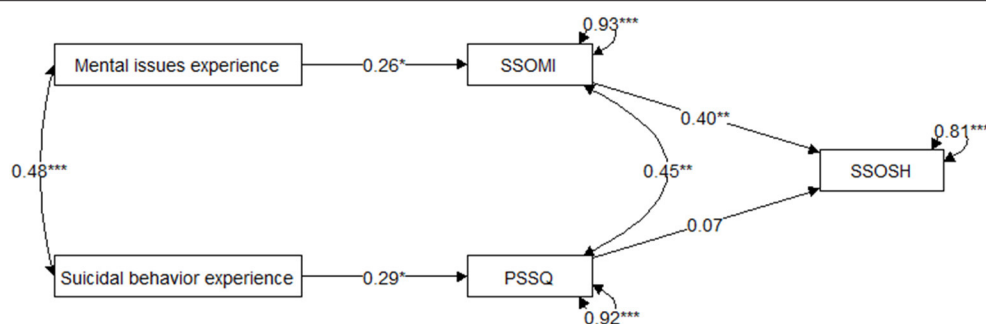 0.93***
Mental issues experience
0.26*
SSOMI
0.40**
0.81***
0.48***
0.45**
SSOSH
0.07
Suicidal behavior experience
0.29*
PSSQ
0.92***